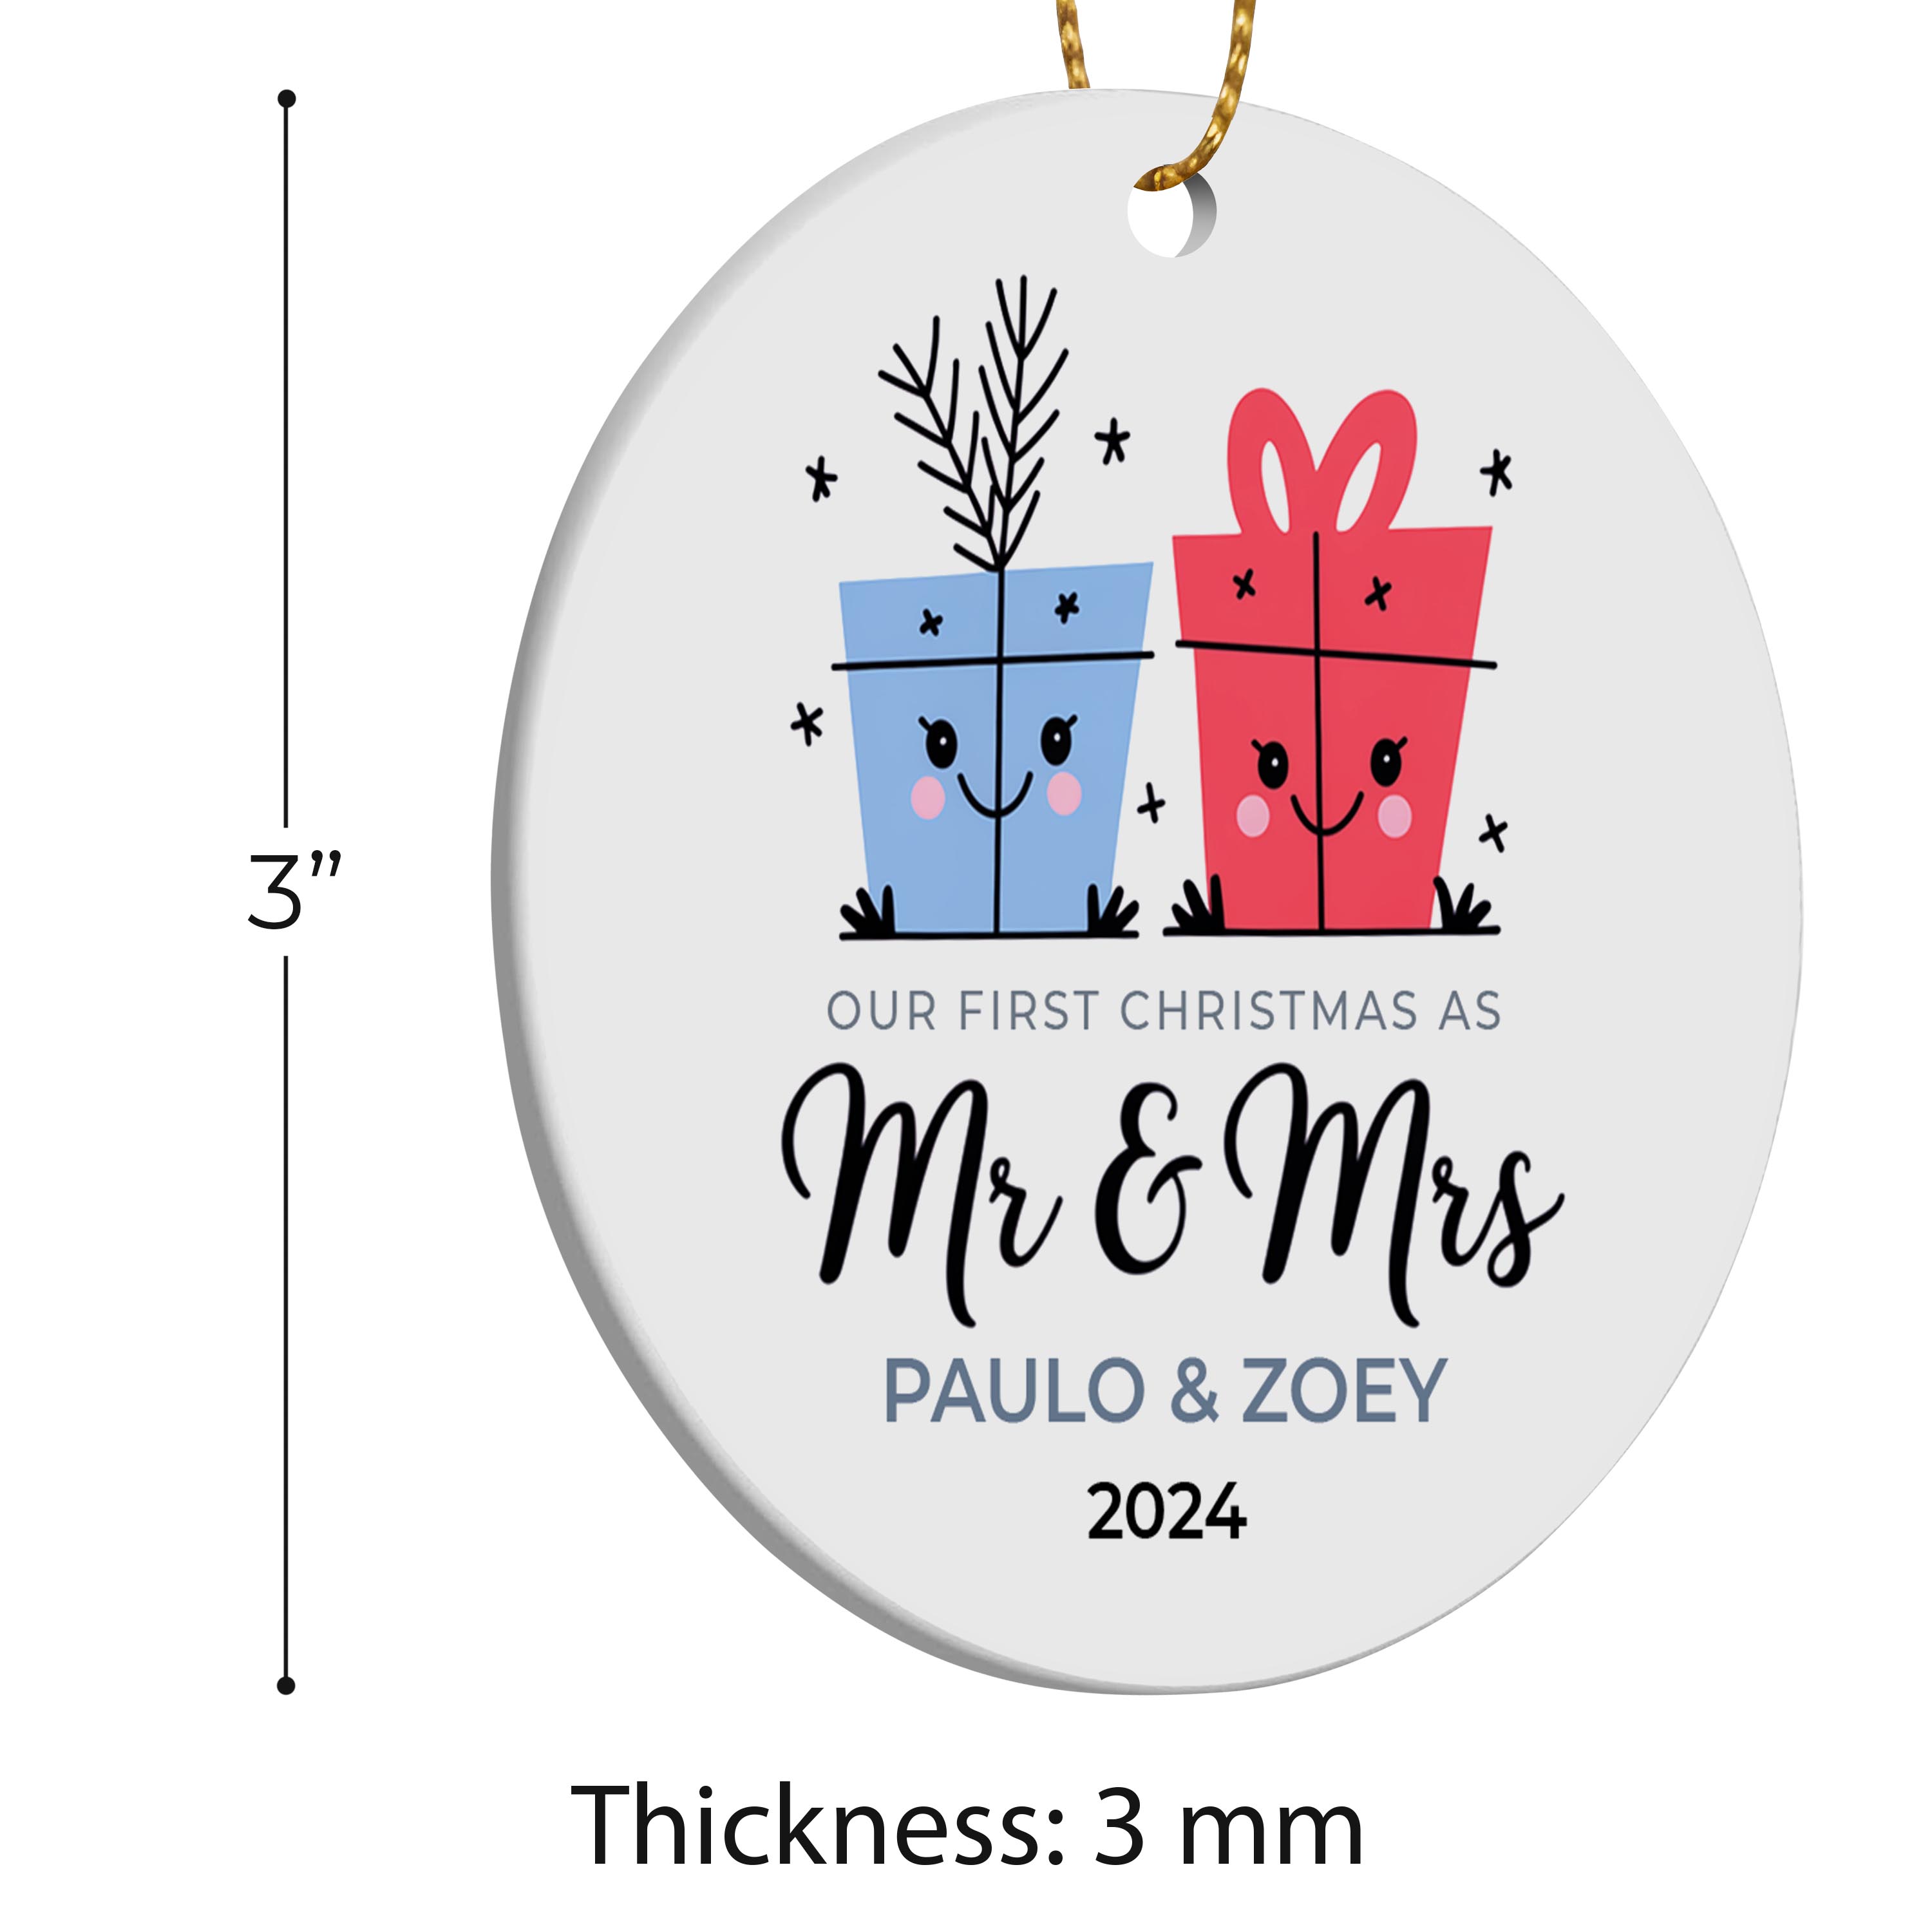 3”
OUR FIRST CHRISTMAS AS
Mr & Mrs
PAULO & ZOEY
2024
Thickness: 3 mm